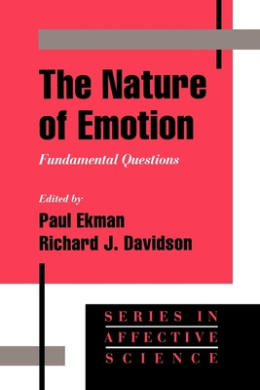 The Nature
of Emotion
Fundamental Questions
Edited by
Paul Ekman
Richard J. Davidson
SERIES IN
AFFECTIVE
SCIENCE